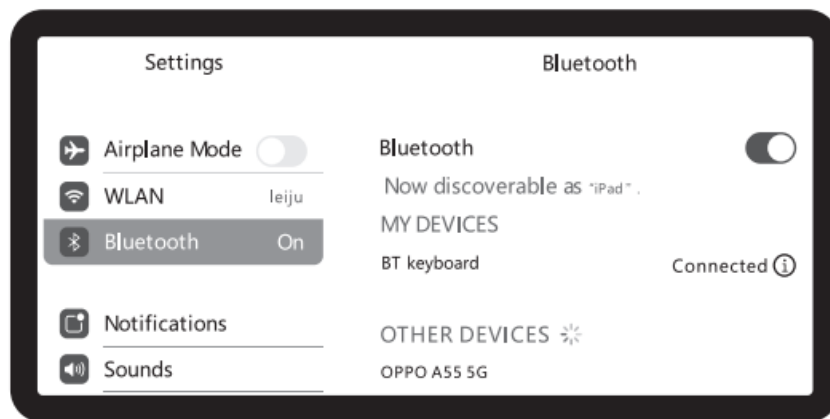 Settings
Airplane Mode
WLAN leiju
Bluetooth On
Notifications
Sounds
Bluetooth
Bluetooth
Now discoverable as "iPad" .
MY DEVICES
BT keyboard Connected
OTHER DEVICES
OPPO A55 5G